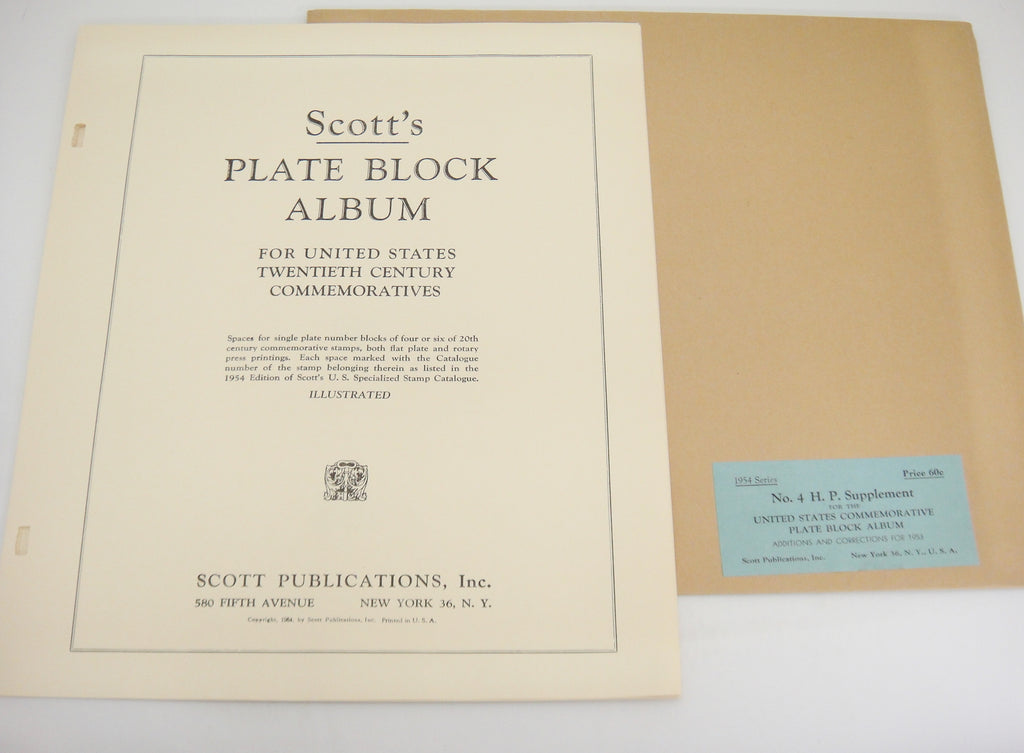 Scott's
PLATE BLOCK
ALBUM
FOR UNITED STATES
TWENTIETH CENTURY
COMMEMORATIVES
Spaces for single plate number blocks of four or six of 20th
century commemorative stamps, both flat plate and rotary
press printings. Each space marked with the Catalogue
number of the stamp belonging therein as listed in the
1954 Edition of Scott's U. S. Specialized Stamp Catalogue.
ILLUSTRATED
SCOTT PUBLICATIONS, Inc.
580 FIFTH AVENUE NEW YORK 36, N. Y.
Copyright, 1954, by Scott Publications, Inc. Printed in U. S. A.
1954 Series Price 60c
No. 4 H. P. Supplement
FOR THE
UNITED STATES COMMEMORATIVE
PLATE BLOCK ALBUM
ADDITIONS AND CORRECTIONS FOR 1953
Scott Publications, Inc. New York 36, N. Y., U. S. A.